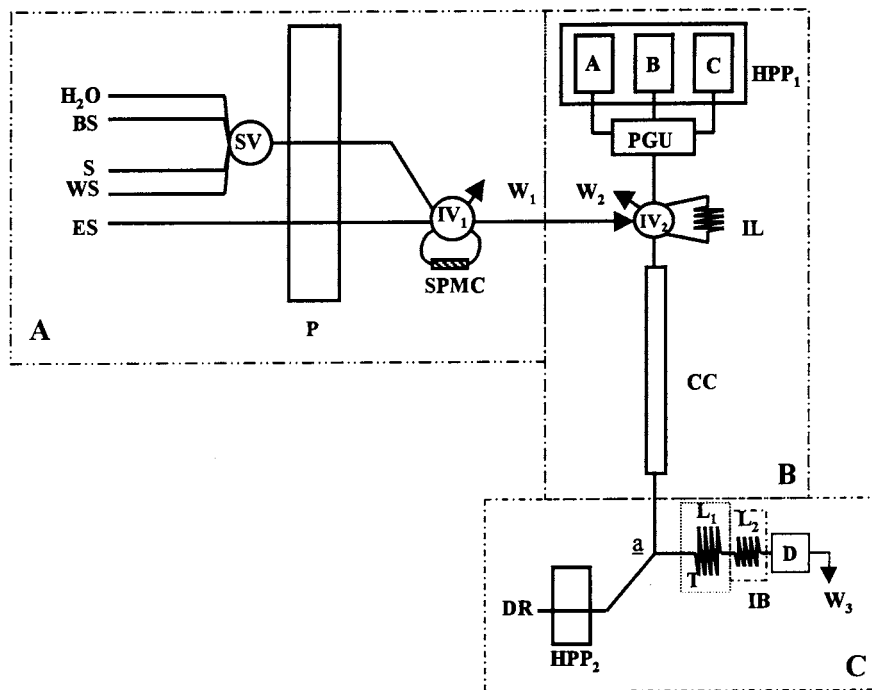 H₂O
BS
S
WS
ES
SV
P
IV₁
SPMC
W₁
A
A
B
C
HPP₁
PGU
W₂
IV₂
IL
CC
B
a
L₁
L₂
T
D
IB
W₃
DR
HPP₂
C